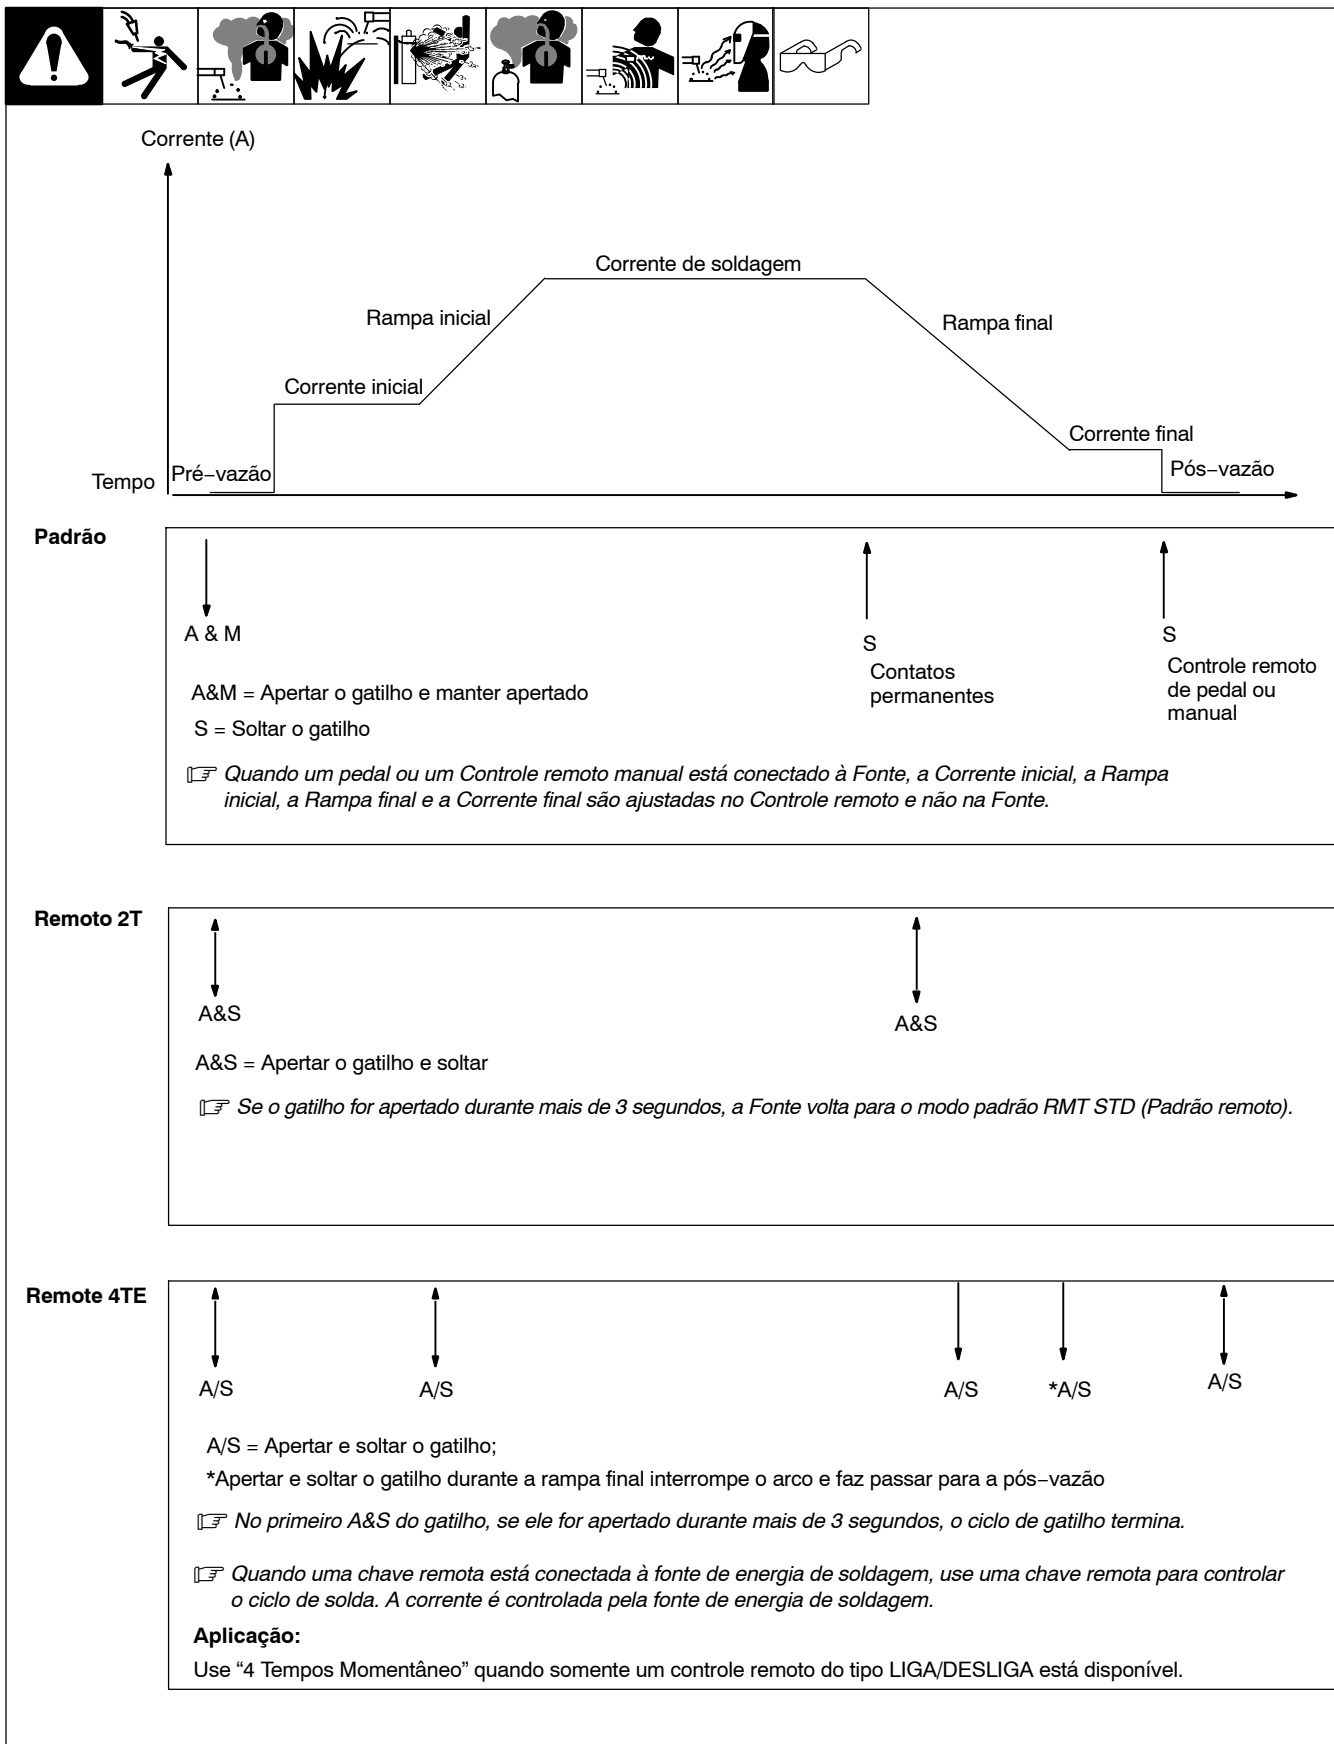 Corrente (A)
Corrente de soldagem
Rampa inicial
Rampa final
Corrente inicial
Corrente final
Tempo
Pré–vazão
Pós–vazão
Padrão
A & M
S
Contatos
permanentes
S
Controle remoto
de pedal ou
manual
A&M = Apertar o gatilho e manter apertado
S = Soltar o gatilho
Quando um pedal ou um Controle remoto manual está conectado à Fonte, a Corrente inicial, a Rampa
inicial, a Rampa final e a Corrente final são ajustadas no Controle remoto e não na Fonte.
Remoto 2T
A&S
A&S
A&S = Apertar o gatilho e soltar
Se o gatilho for apertado durante mais de 3 segundos, a Fonte volta para o modo padrão RMT STD (Padrão remoto).
Remote 4TE
A/S
A/S
A/S
*A/S
A/S
A/S = Apertar e soltar o gatilho;
*Apertar e soltar o gatilho durante a rampa final interrompe o arco e faz passar para a pós–vazão
No primeiro A&S do gatilho, se ele for apertado durante mais de 3 segundos, o ciclo de gatilho termina.
Quando uma chave remota está conectada à fonte de energia de soldagem, use uma chave remota para controlar
o ciclo de solda. A corrente é controlada pela fonte de energia de soldagem.
Aplicação:
Use “4 Tempos Momentâneo” quando somente um controle remoto do tipo LIGA/DESLIGA está disponível.